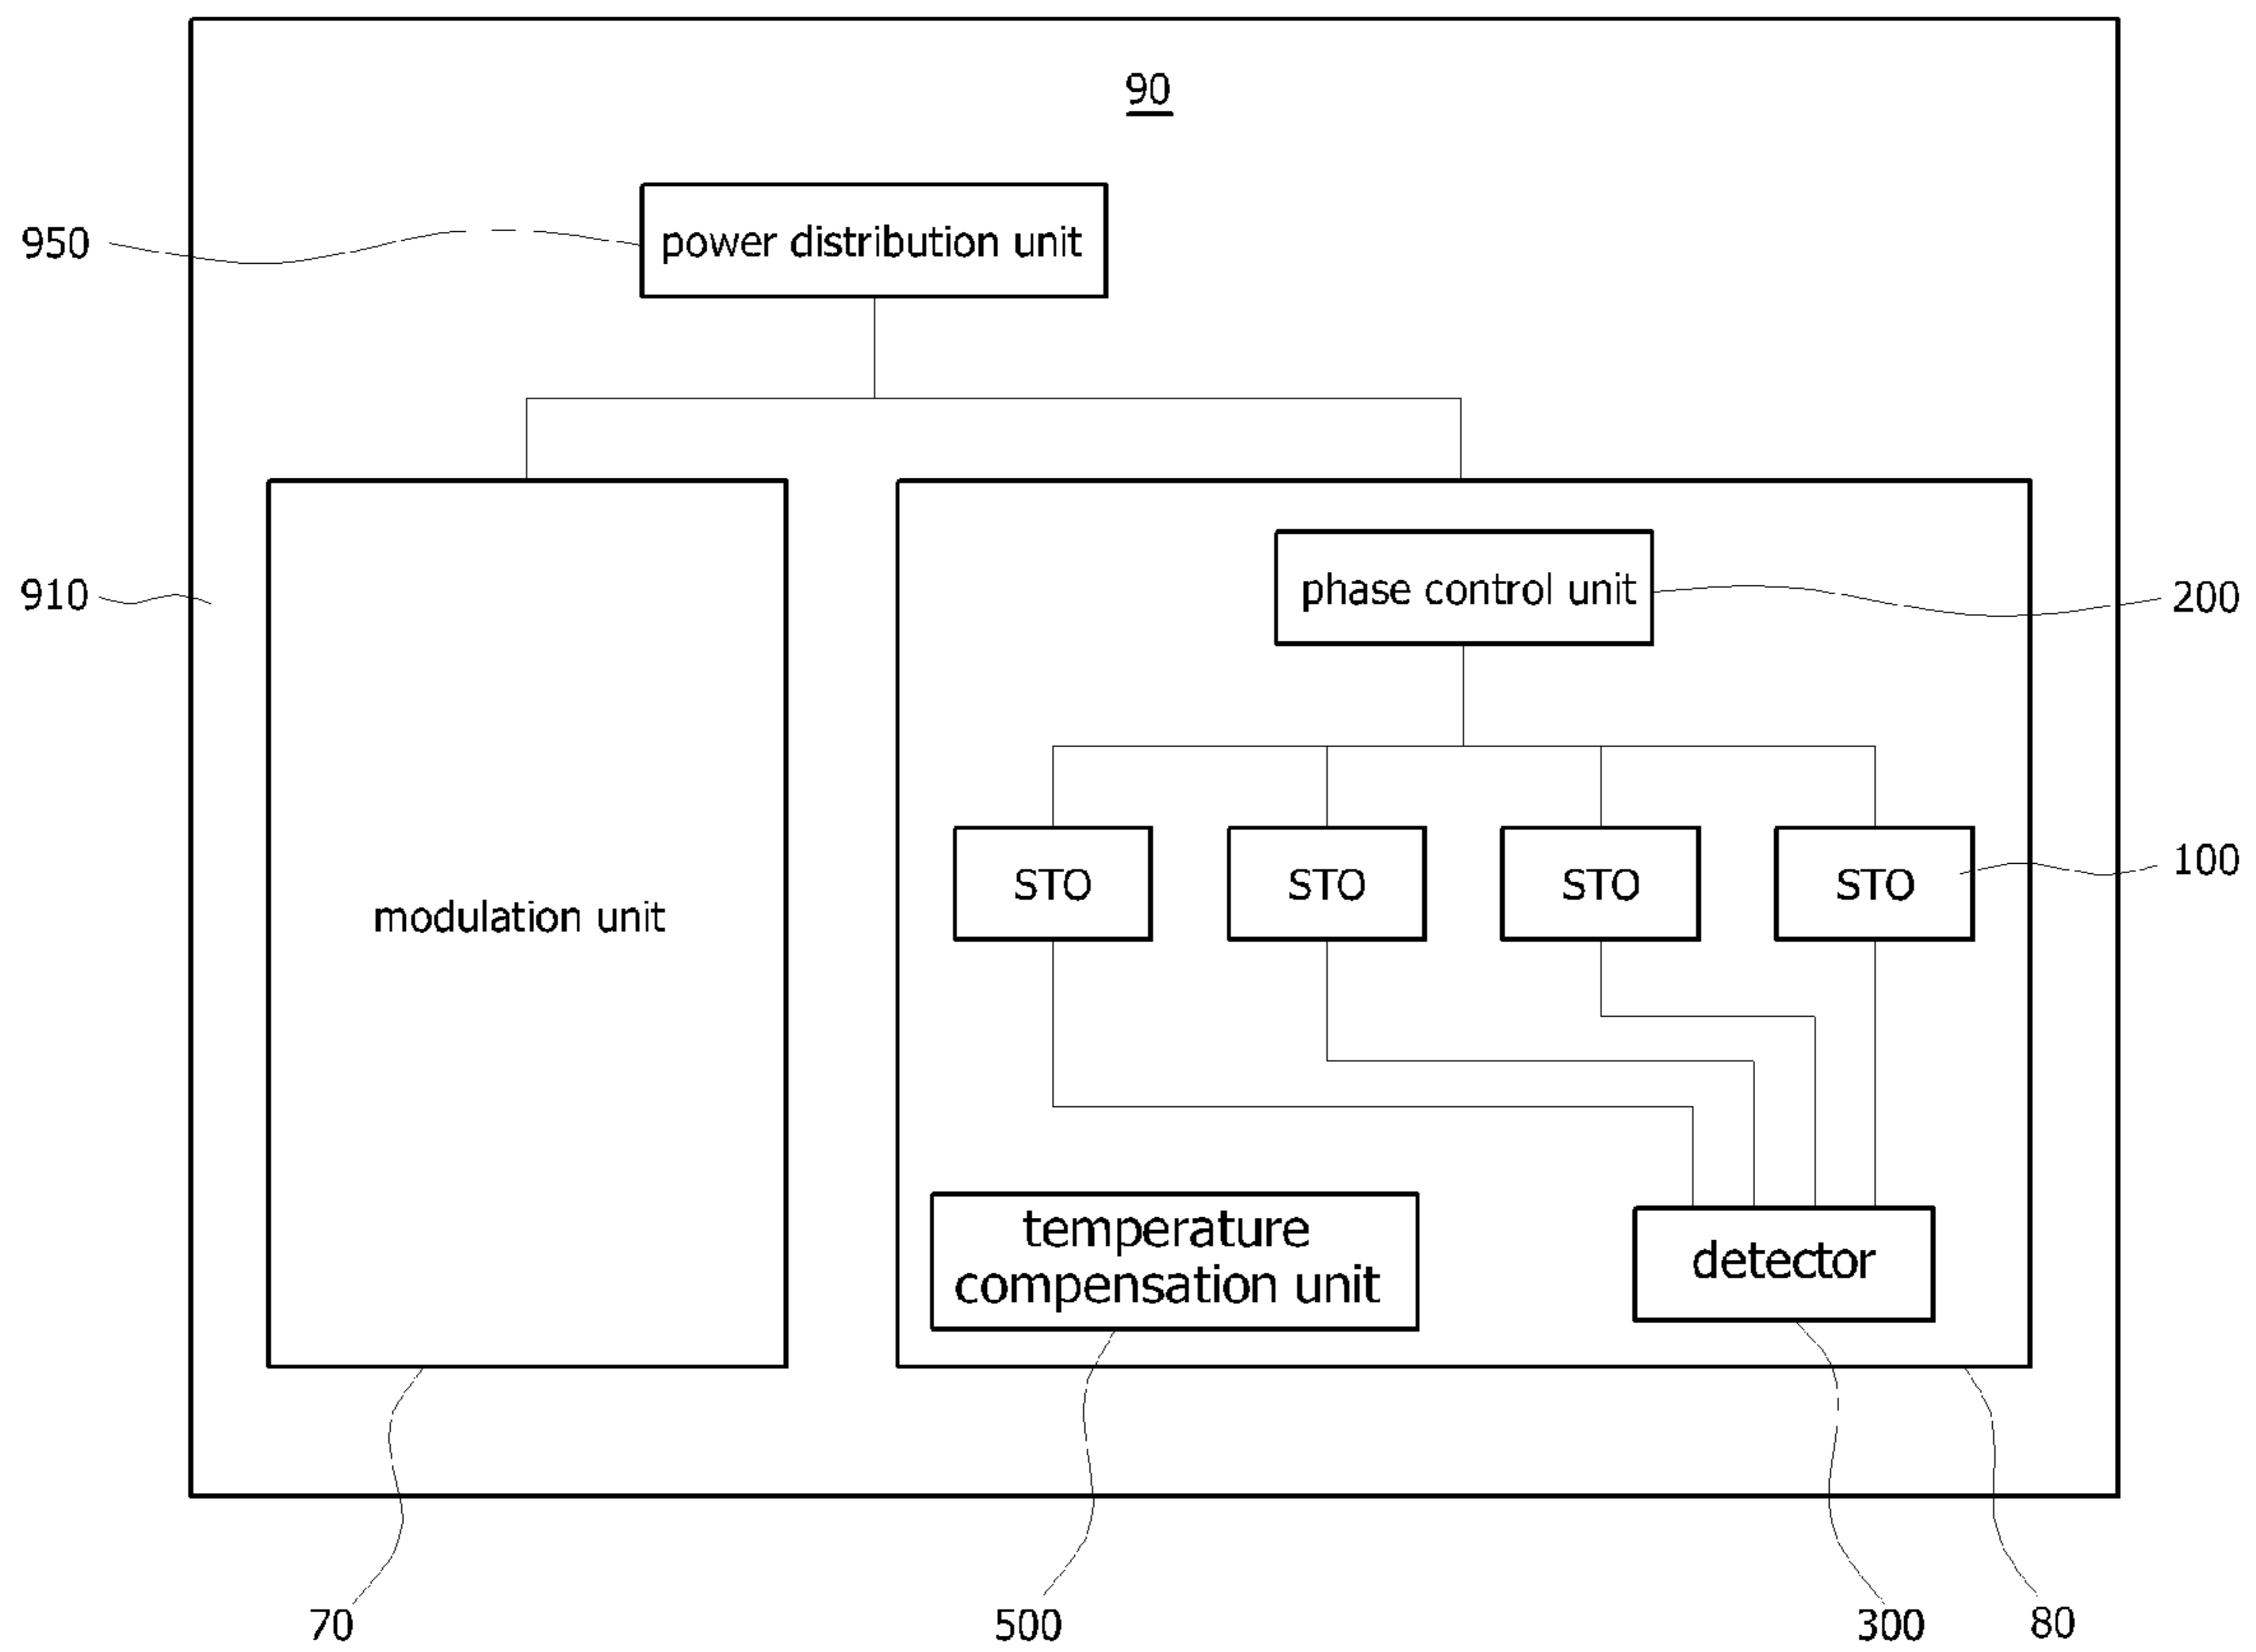 90
950
power distribution unit
910
phase control unit
200
STO
STO
STO
STO
100
modulation unit
temperature
compensation unit
detector
70
500
300
80